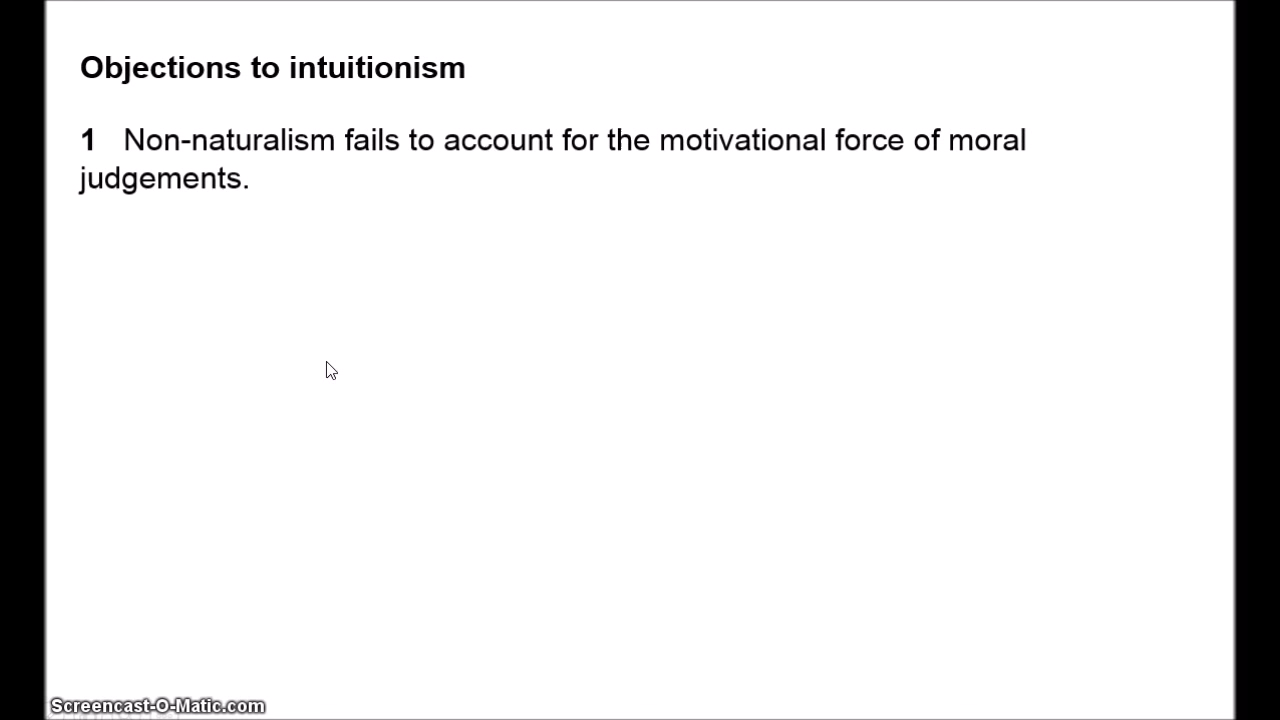 Objections to intuitionism
1 Non-naturalism fails to account for the motivational force of moral
judgements.
Screencast-O-Matic.com